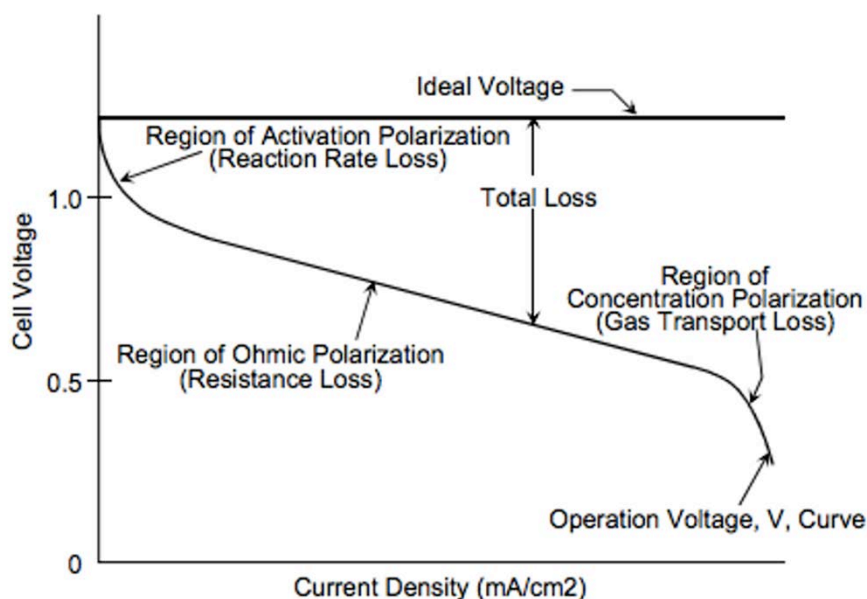 Ideal Voltage
Region of Activation Polarization
(Reaction Rate Loss)
Total Loss
1.0
Cell Voltage
Region of
Concentration Polarization
(Gas Transport Loss)
Region of Ohmic Polarization
(Resistance Loss)
0.5
Operation Voltage, V, Curve
0
Current Density (mA/cm2)